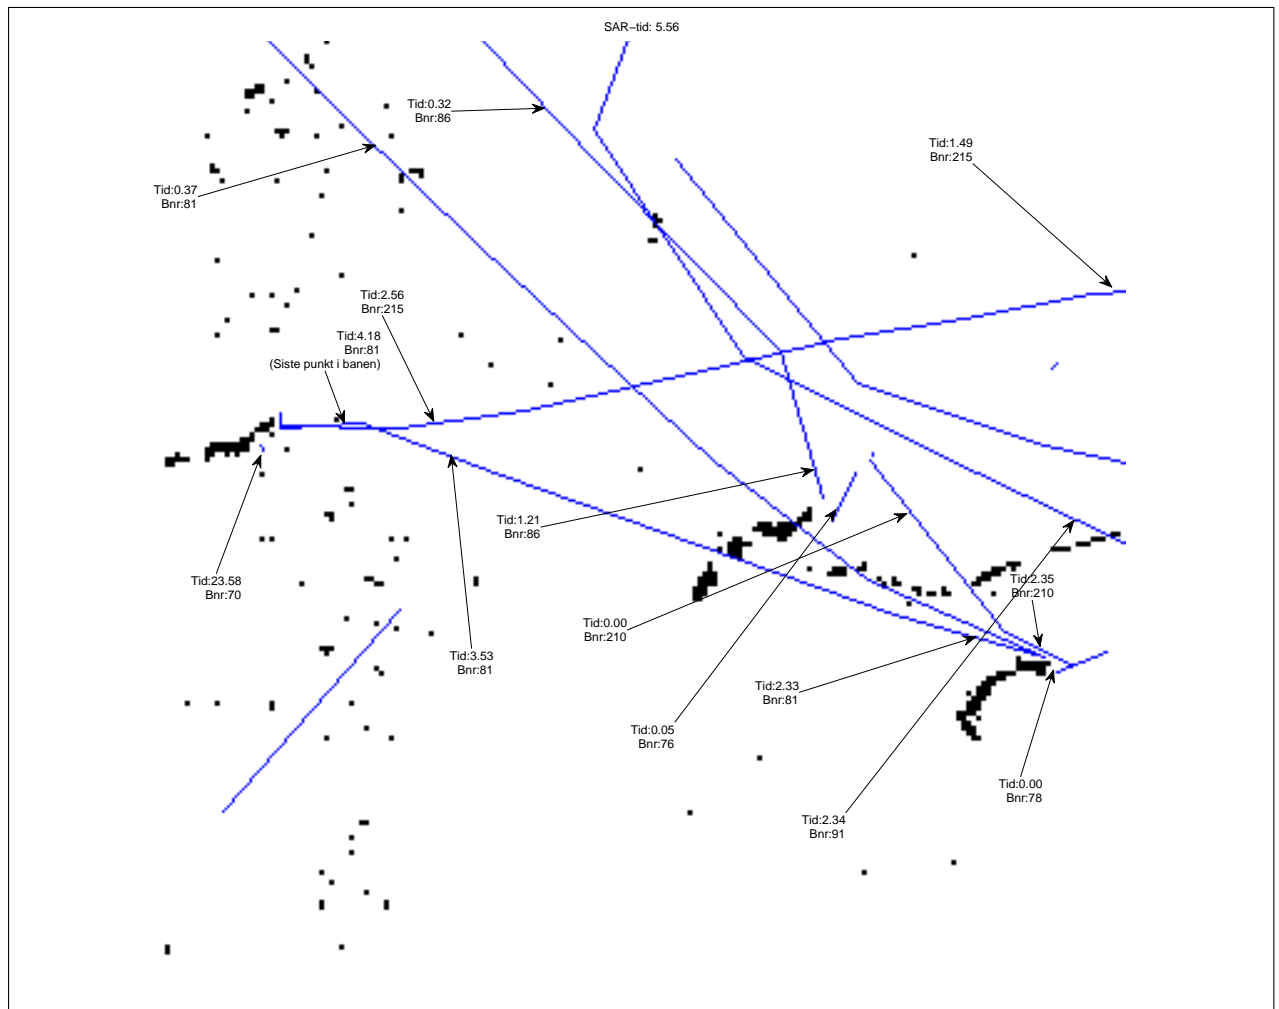 SAR−tid: 5.56
Tid:0.32
Bnr:86
Tid:1.49
Bnr:215
Tid:0.37
Bnr:81
Tid:2.56
Bnr:215
Tid:4.18
Bnr:81
(Siste punkt i banen)
Tid:1.21
Bnr:86
Tid:23.58
Bnr:70
Tid:2.35
Bnr:210
Tid:0.00
Bnr:210
Tid:3.53
Bnr:81
Tid:2.33
Bnr:81
Tid:0.05
Bnr:76
Tid:0.00
Bnr:78
Tid:2.34
Bnr:91